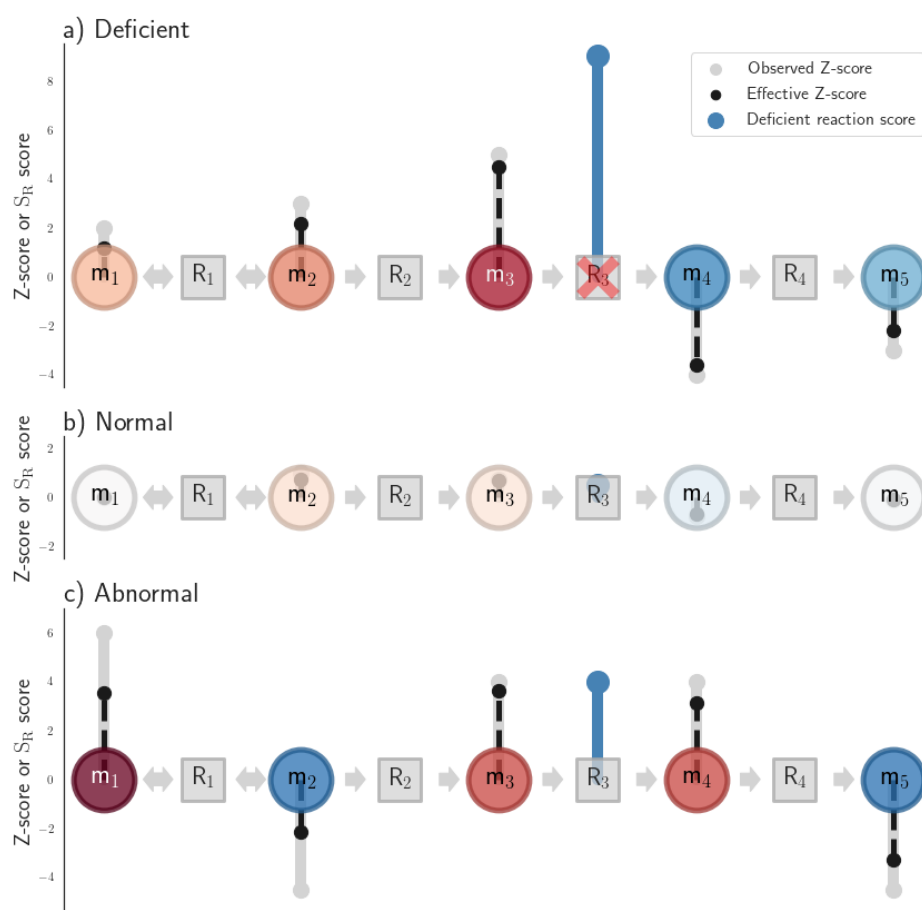 a) Deficient
Z-score or S_R score
8
6
4
2
0
−2
−4
Observed Z-score
Effective Z-score
Deficient reaction score
m₁ R₁ m₂ R₂ m₃ R₃ m₄ R₄ m₅
b) Normal
Z-score or S_R score
2
0
−2
m₁ R₁ m₂ R₂ m₃ R₃ m₄ R₄ m₅
c) Abnormal
Z-score or S_R score
6
4
2
0
−2
−4
m₁ R₁ m₂ R₂ m₃ R₃ m₄ R₄ m₅